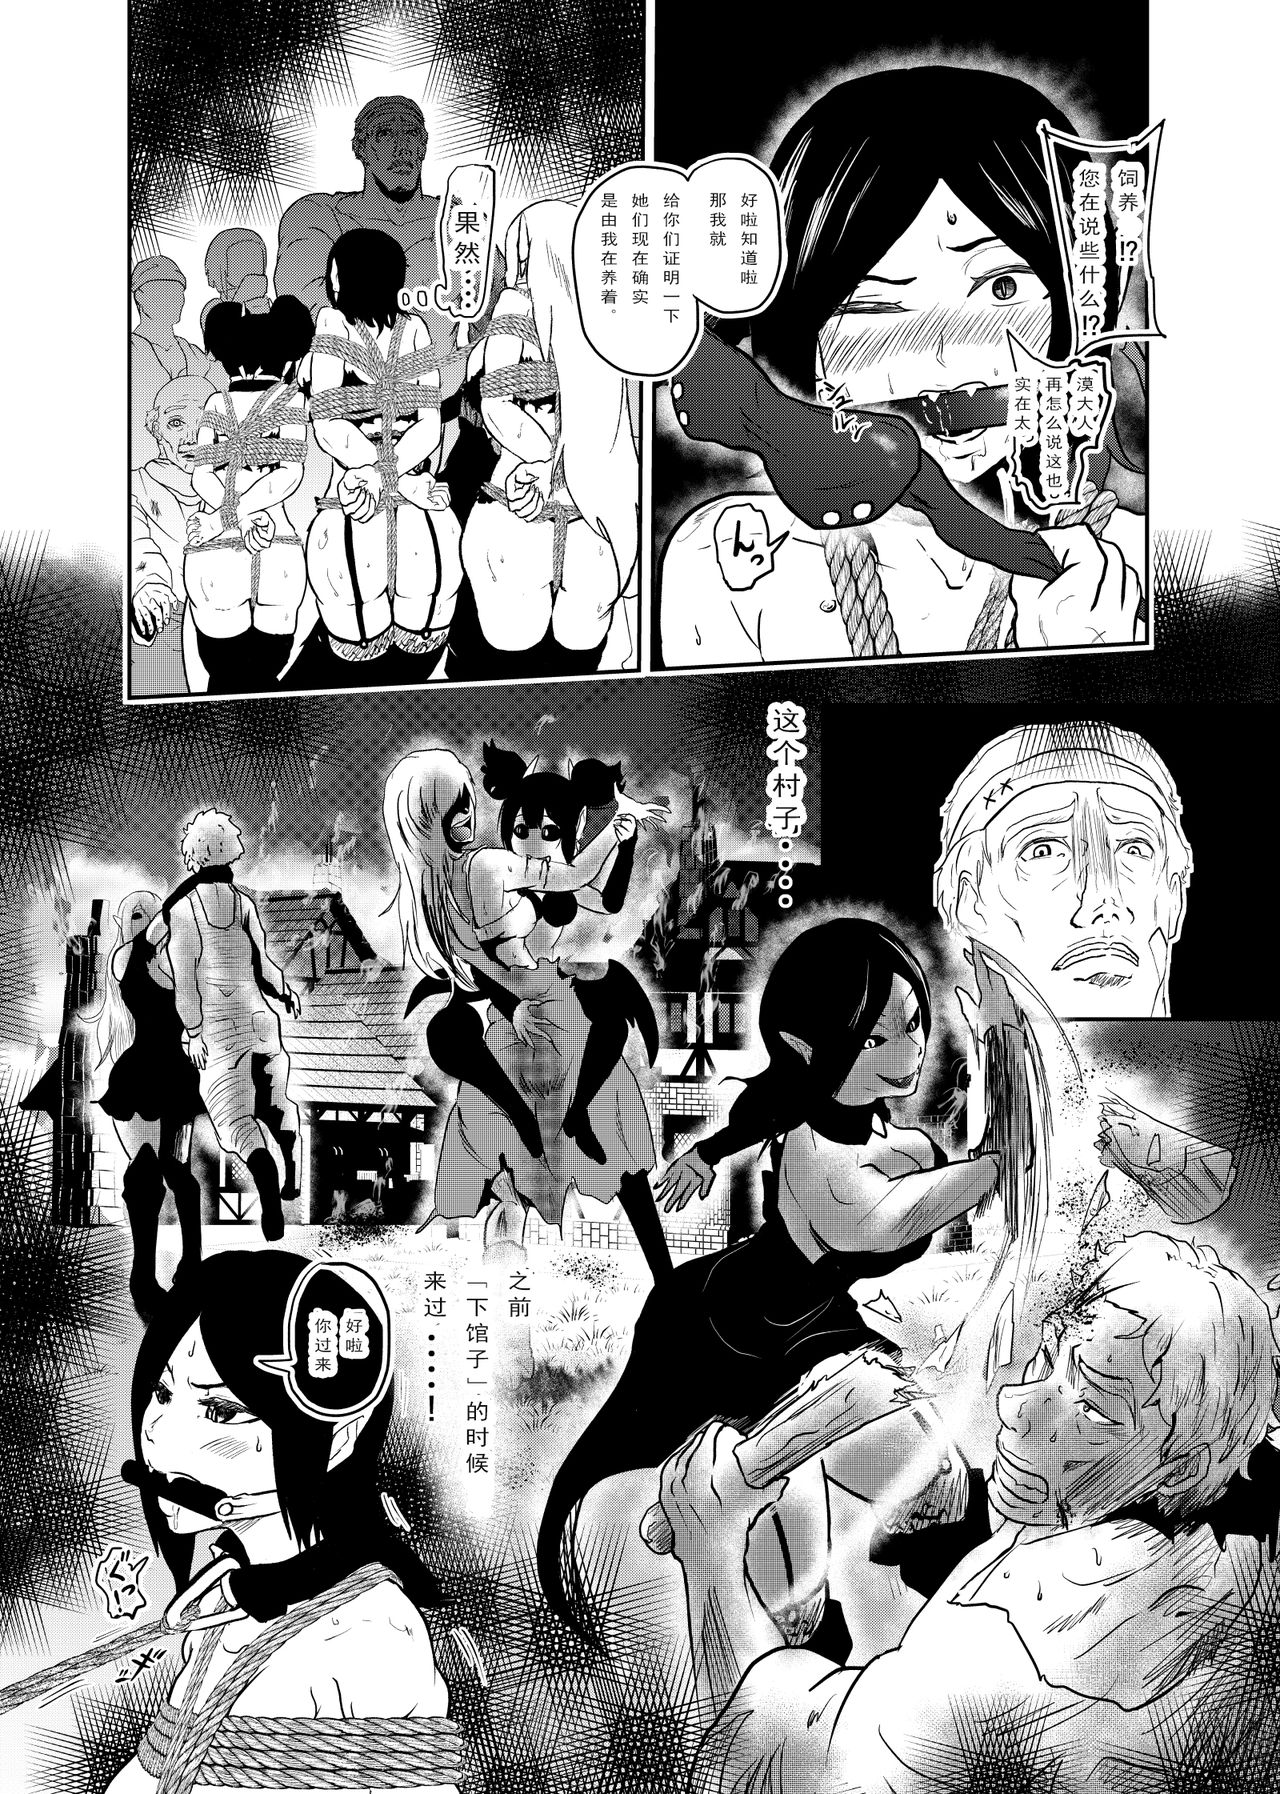 饲养⁉
您在说些什么⁉
漠大人
再怎么说这也
实在太
んっ
好啦知道啦
那我就
给你们证明一下
她们现在确实
是由我在养着。
果然……
这个村子……
之前
「下馆子」的时候
来过……！
好啦
你过来
ぐっ
ギッ